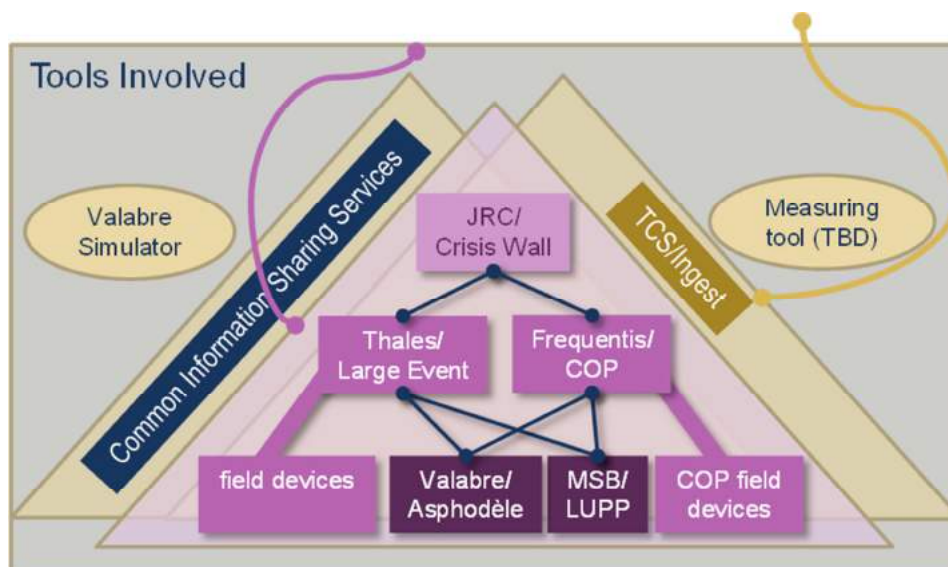 Tools Involved
Common Information Sharing Services
Valabre
Simulator
JRC/
Crisis Wall
TCS/Ingest
Measuring
tool (TBD)
Thales/
Large Event
Frequentis/
COP
field devices
Valabre/
Asphodèle
MSB/
LUPP
COP field
devices